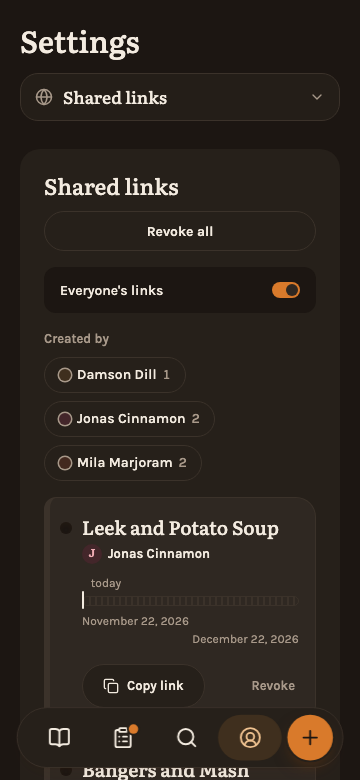 Settings
Shared links
Shared links
Revoke all
Everyone's links
Created by
Damson Dill 1
Jonas Cinnamon 2
Mila Marjoram 2
Leek and Potato Soup
J Jonas Cinnamon
today
November 22, 2026
December 22, 2026
Copy link
Revoke
Bangers and Mash